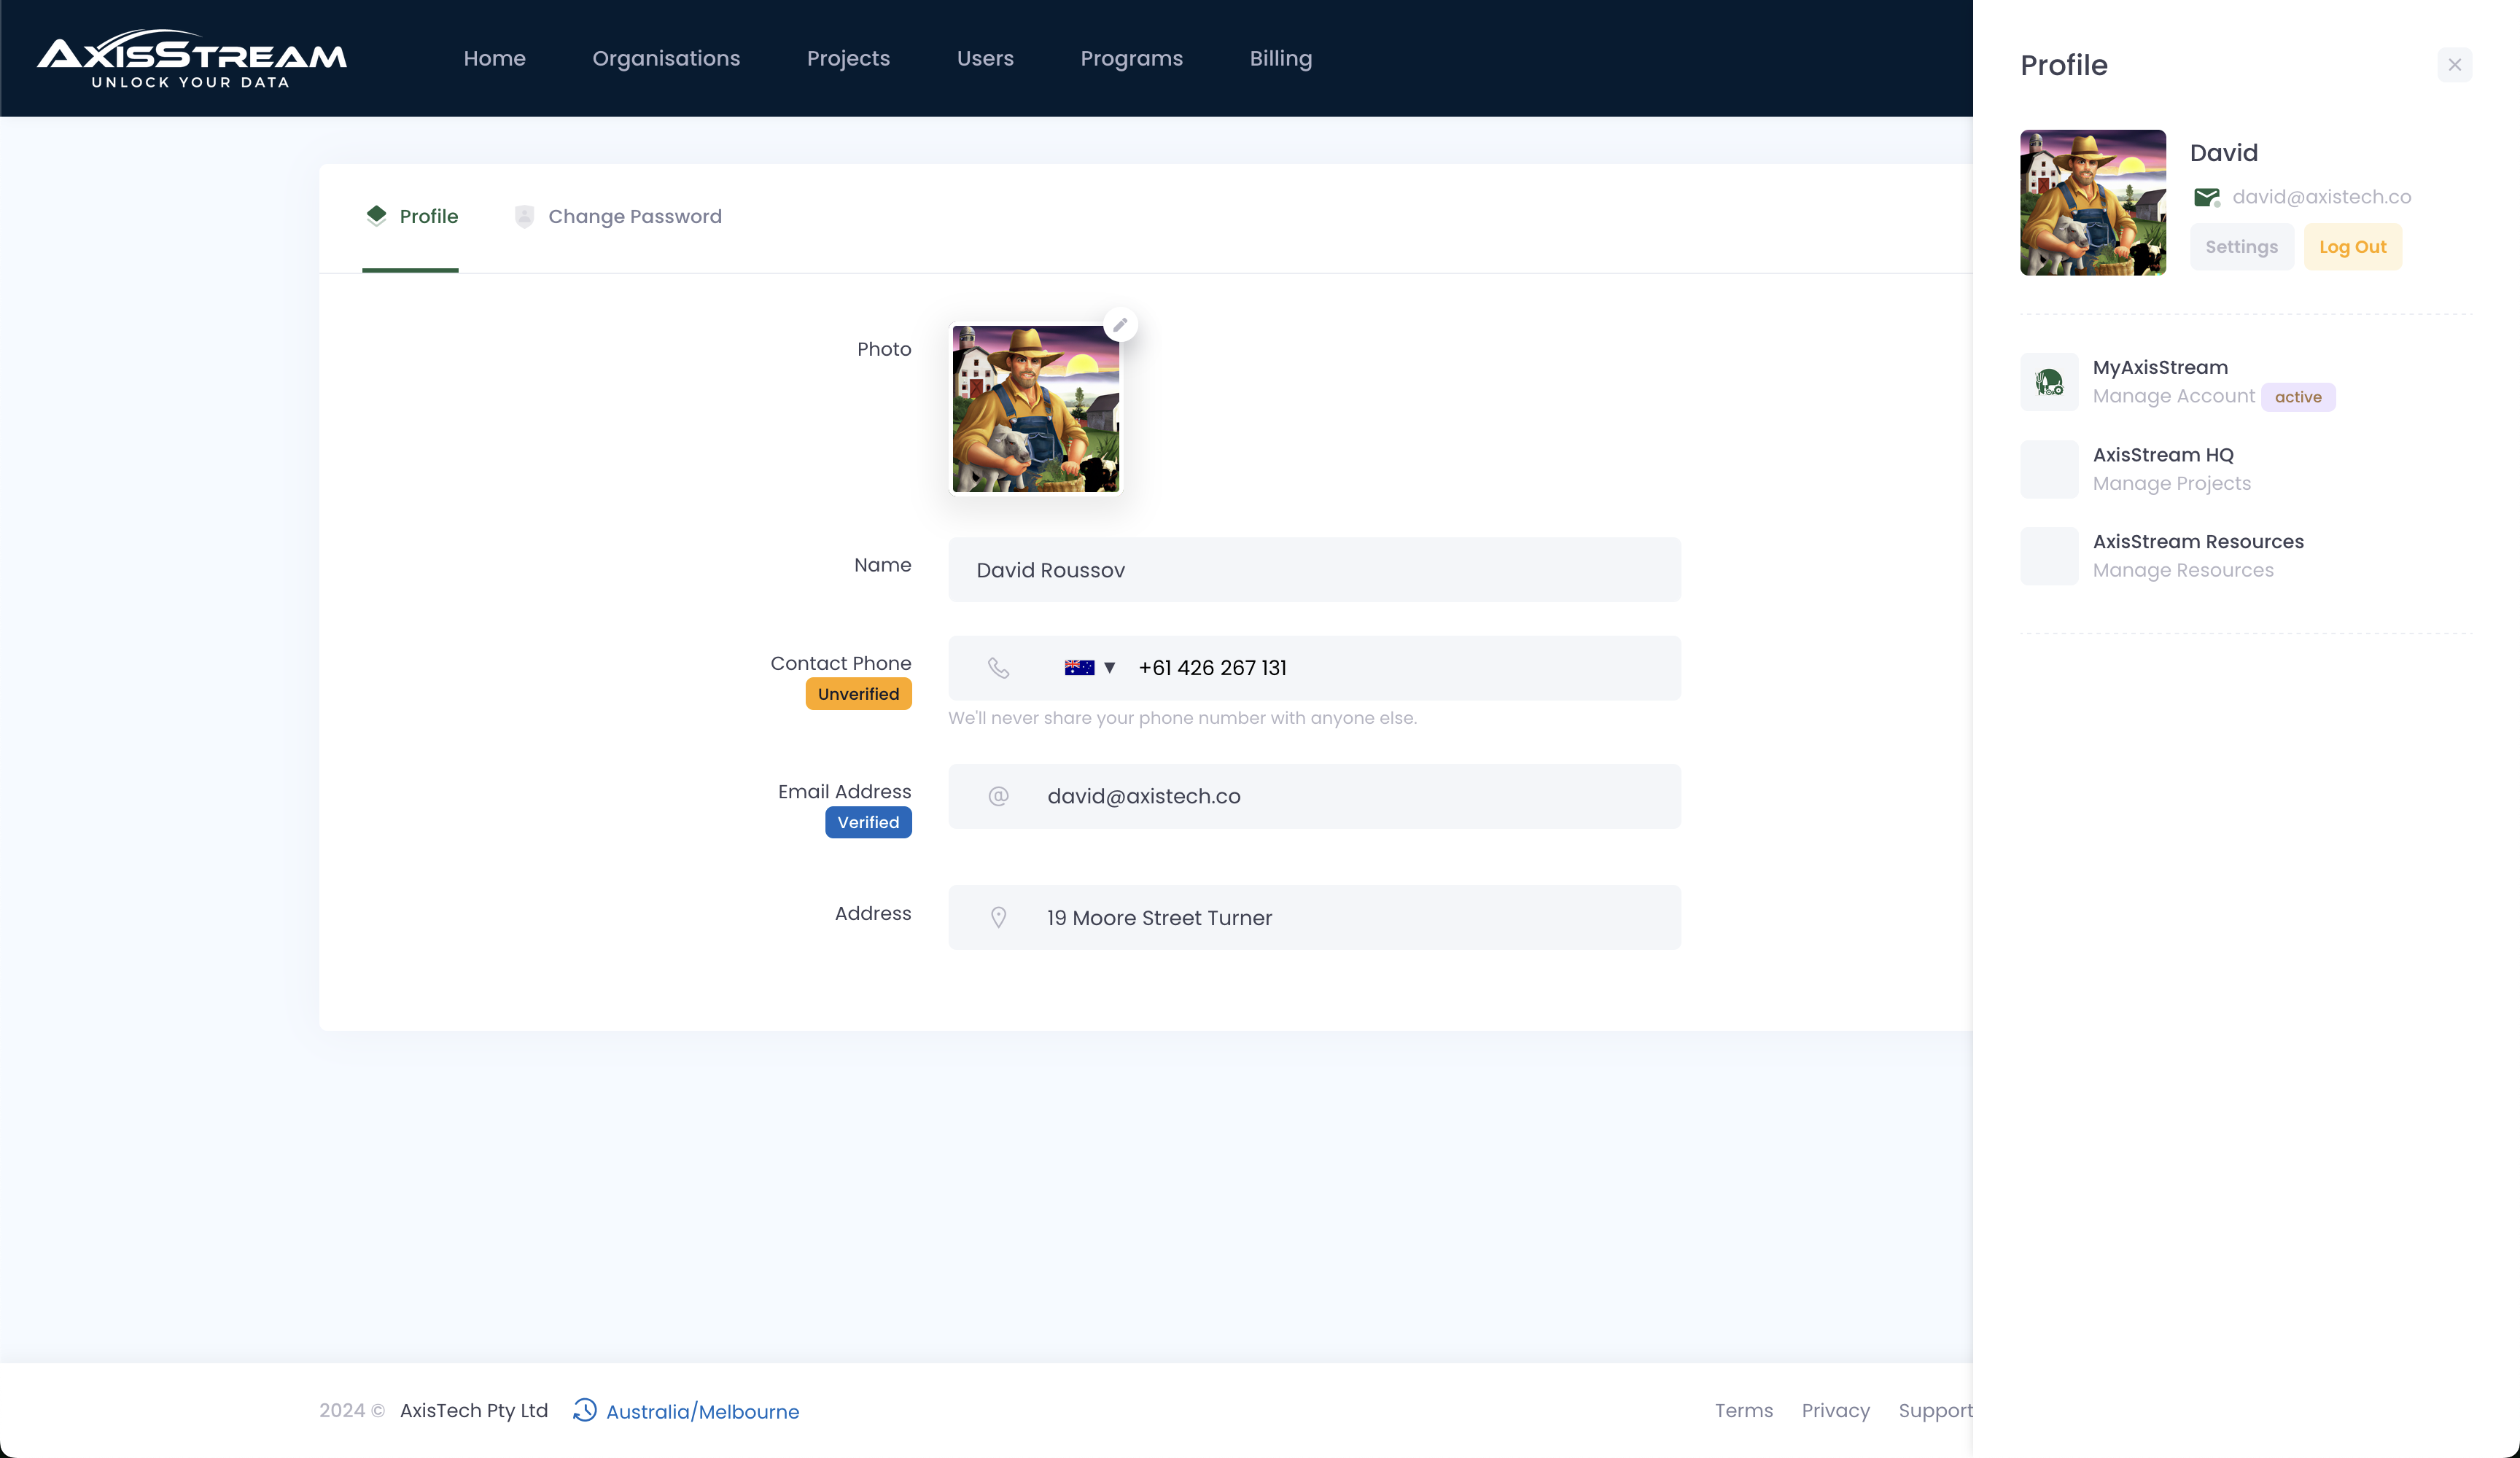 AXISSTREAM
UNLOCK YOUR DATA
Home Organisations Projects Users Programs Billing
Profile Change Password
Photo
Name David Roussov
Contact Phone +61 426 267 131
Unverified
We'll never share your phone number with anyone else.
Email Address david@axistech.co
Verified
Address 19 Moore Street Turner
2024 © AxisTech Pty Ltd Australia/Melbourne
Terms Privacy Support
Profile
David
david@axistech.co
Settings Log Out
MyAxisStream
Manage Account active
AxisStream HQ
Manage Projects
AxisStream Resources
Manage Resources